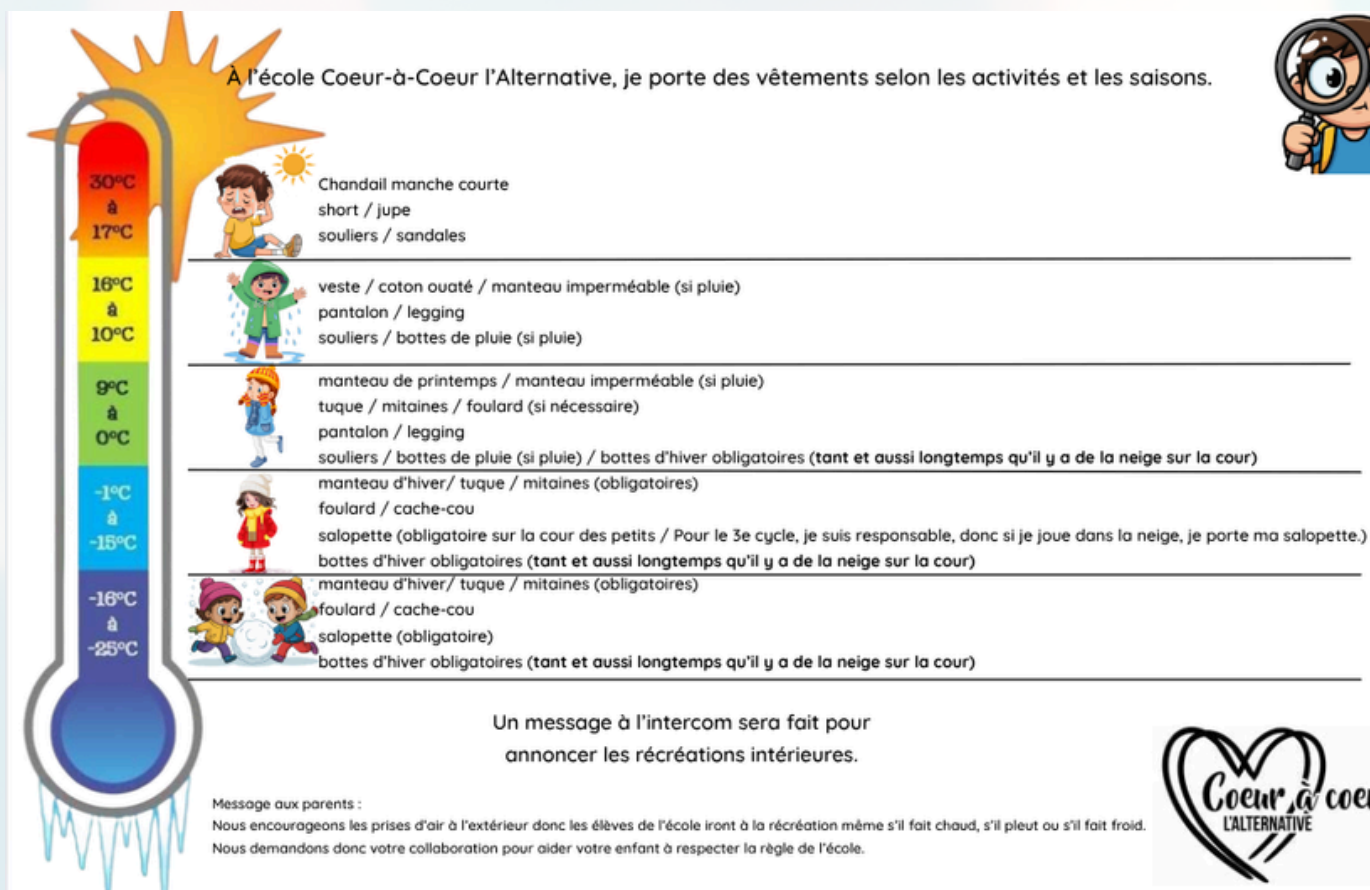 À l'école Coeur-à-Coeur l'Alternative, je porte des vêtements selon les activités et les saisons.
30°C
à
17°C
Chandail manche courte
short / jupe
souliers / sandales
16°C
à
10°C
veste / coton ouaté / manteau imperméable (si pluie)
pantalon / legging
souliers / bottes de pluie (si pluie)
9°C
à
0°C
manteau de printemps / manteau imperméable (si pluie)
tuque / mitaines / foulard (si nécessaire)
pantalon / legging
souliers / bottes de pluie (si pluie) / bottes d'hiver obligatoires (tant et aussi longtemps qu'il y a de la neige sur la cour)
-1°C
à
-15°C
manteau d'hiver/ tuque / mitaines (obligatoires)
foulard / cache-cou
salopette (obligatoire sur la cour des petits / Pour le 3e cycle, je suis responsable, donc si je joue dans la neige, je porte ma salopette.)
bottes d'hiver obligatoires (tant et aussi longtemps qu'il y a de la neige sur la cour)
-16°C
à
-25°C
manteau d'hiver/ tuque / mitaines (obligatoires)
foulard / cache-cou
salopette (obligatoire)
bottes d'hiver obligatoires (tant et aussi longtemps qu'il y a de la neige sur la cour)
Un message à l'intercom sera fait pour
annoncer les récréations intérieures.
Message aux parents :
Nous encourageons les prises d'air à l'extérieur donc les élèves de l'école iront à la récréation même s'il fait chaud, s'il pleut ou s'il fait froid.
Nous demandons donc votre collaboration pour aider votre enfant à respecter la règle de l'école.
Coeur à
L'ALTERNATIVE